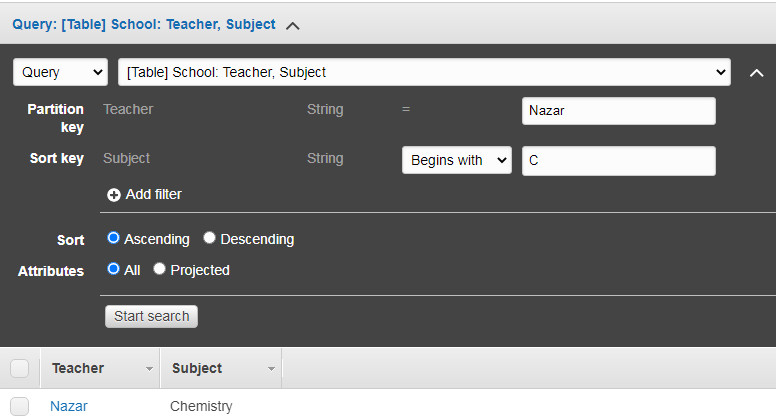 Query: [Table] School: Teacher, Subject
Query [Table] School: Teacher, Subject
Partition key Teacher String = Nazar
Sort key Subject String Begins with C
Add filter
Sort Ascending Descending
Attributes All Projected
Start search
Teacher Subject
Nazar Chemistry